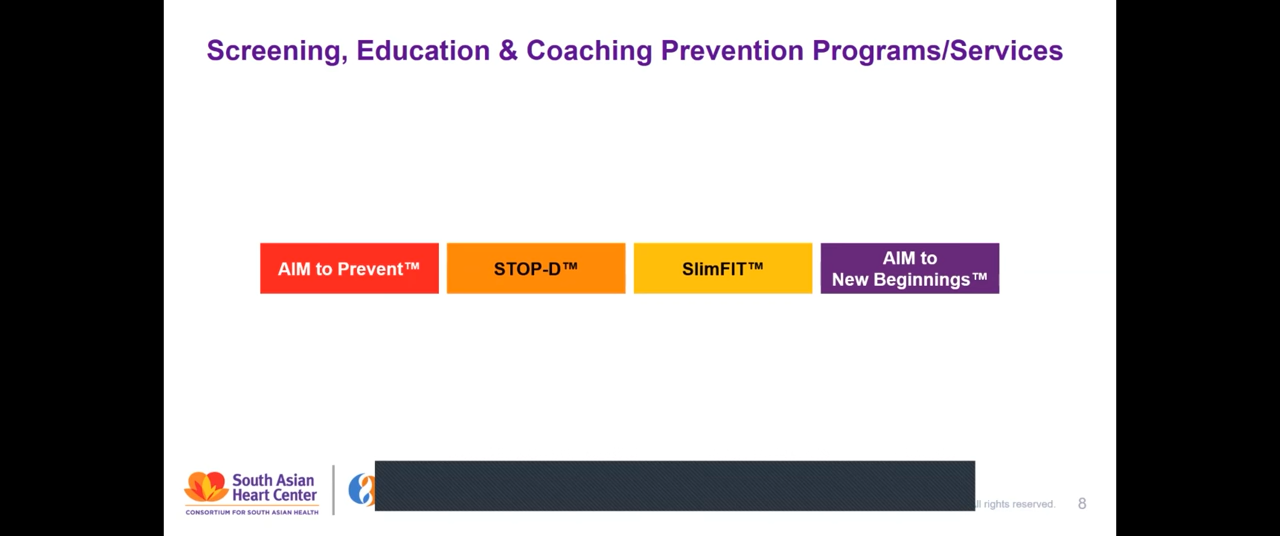 Screening, Education & Coaching Prevention Programs/Services
AIM to Prevent™
STOP-D™
SlimFIT™
AIM to
New Beginnings™
South Asian
Heart Center
CONSORTIUM FOR SOUTH ASIAN HEALTH
rights reserved.
8